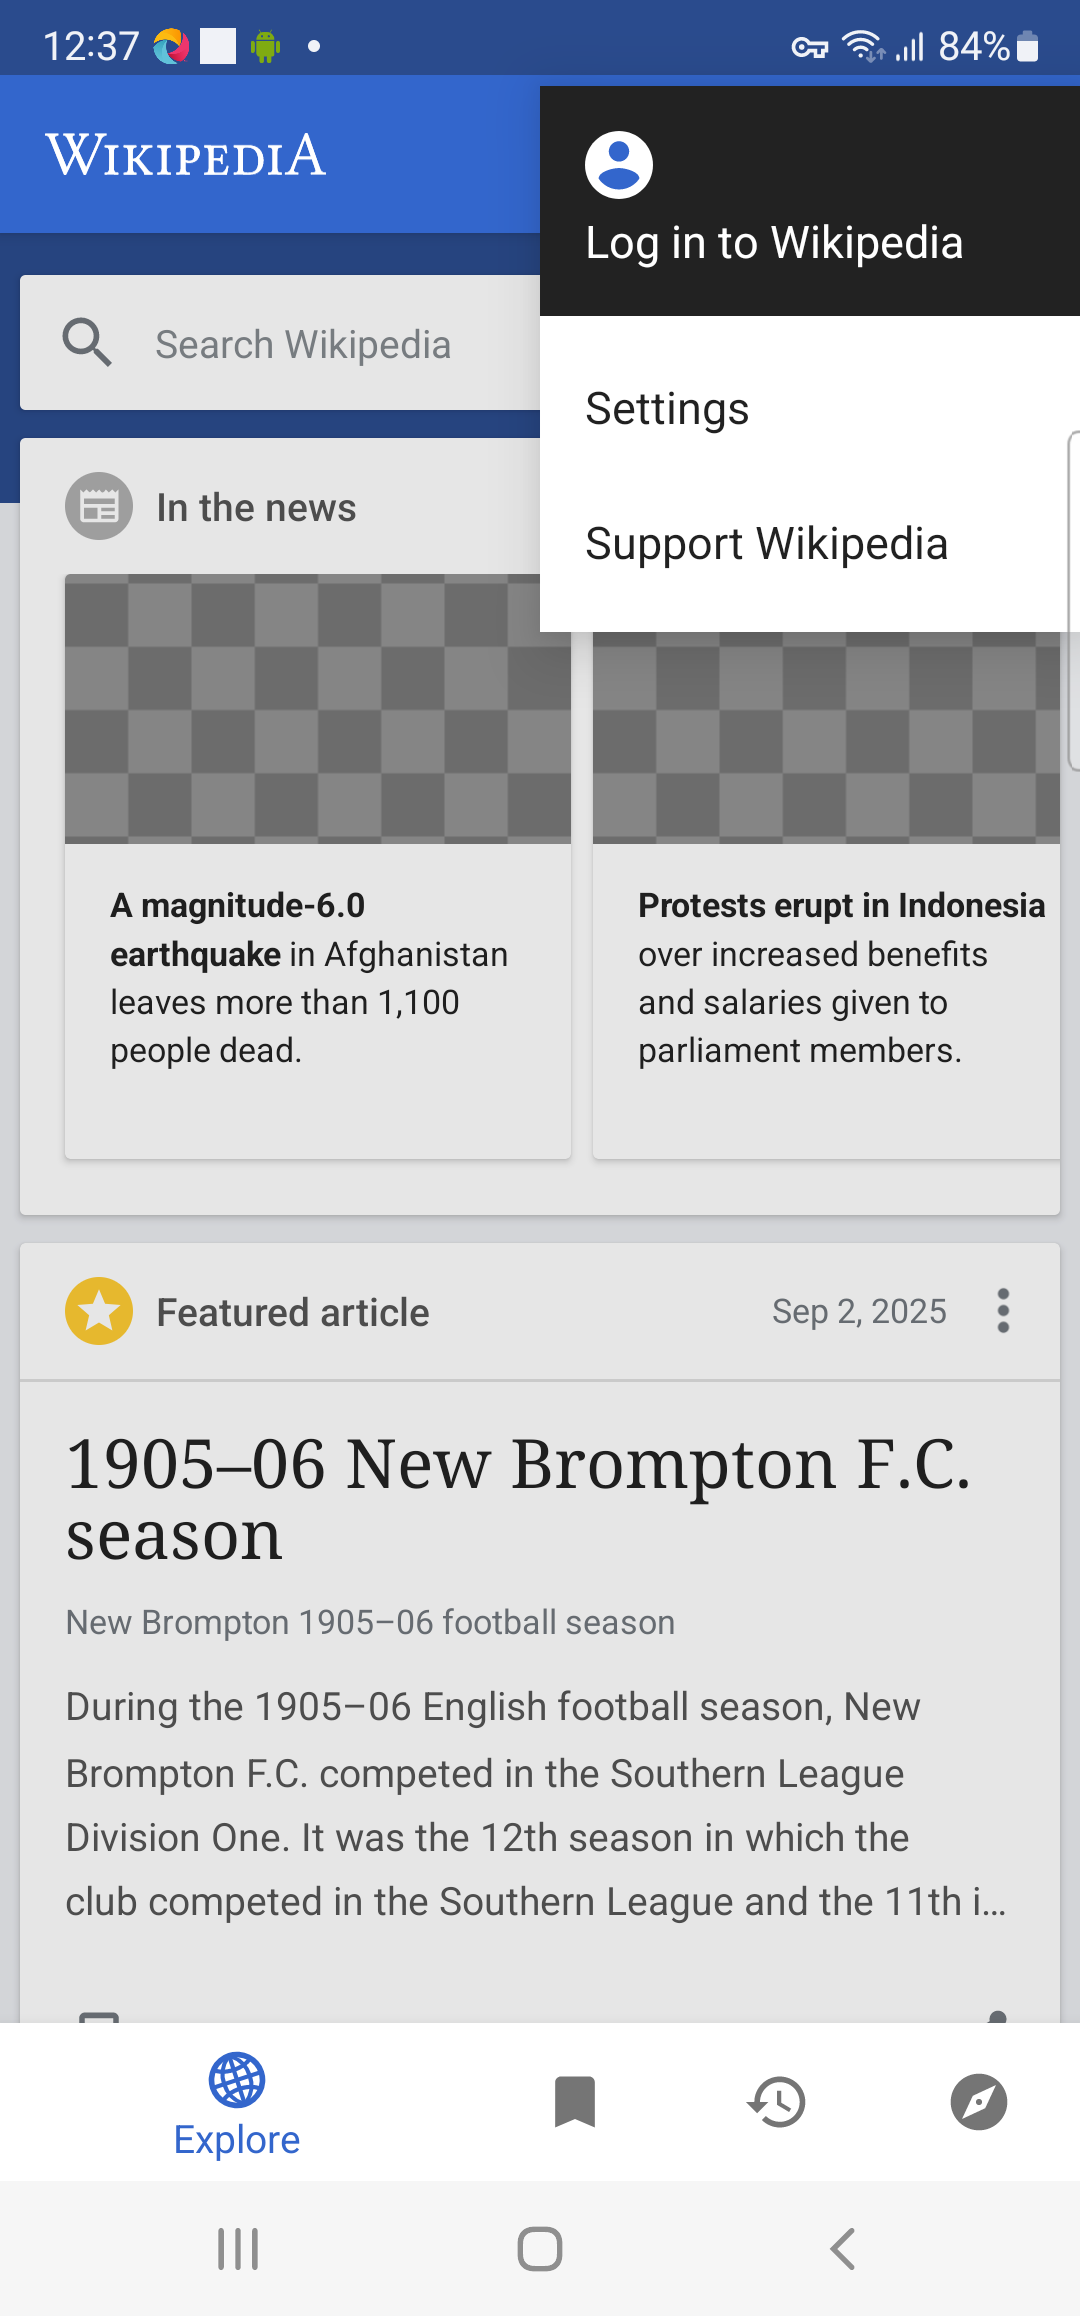 12:37
84%
WIKIPEDIA
Log in to Wikipedia
Search Wikipedia
Settings
Support Wikipedia
In the news
A magnitude-6.0
earthquake in Afghanistan
leaves more than 1,100
people dead.
Protests erupt in Indonesia
over increased benefits
and salaries given to
parliament members.
Featured article
Sep 2, 2025
1905–06 New Brompton F.C.
season
New Brompton 1905–06 football season
During the 1905–06 English football season, New
Brompton F.C. competed in the Southern League
Division One. It was the 12th season in which the
club competed in the Southern League and the 11th i...
Explore